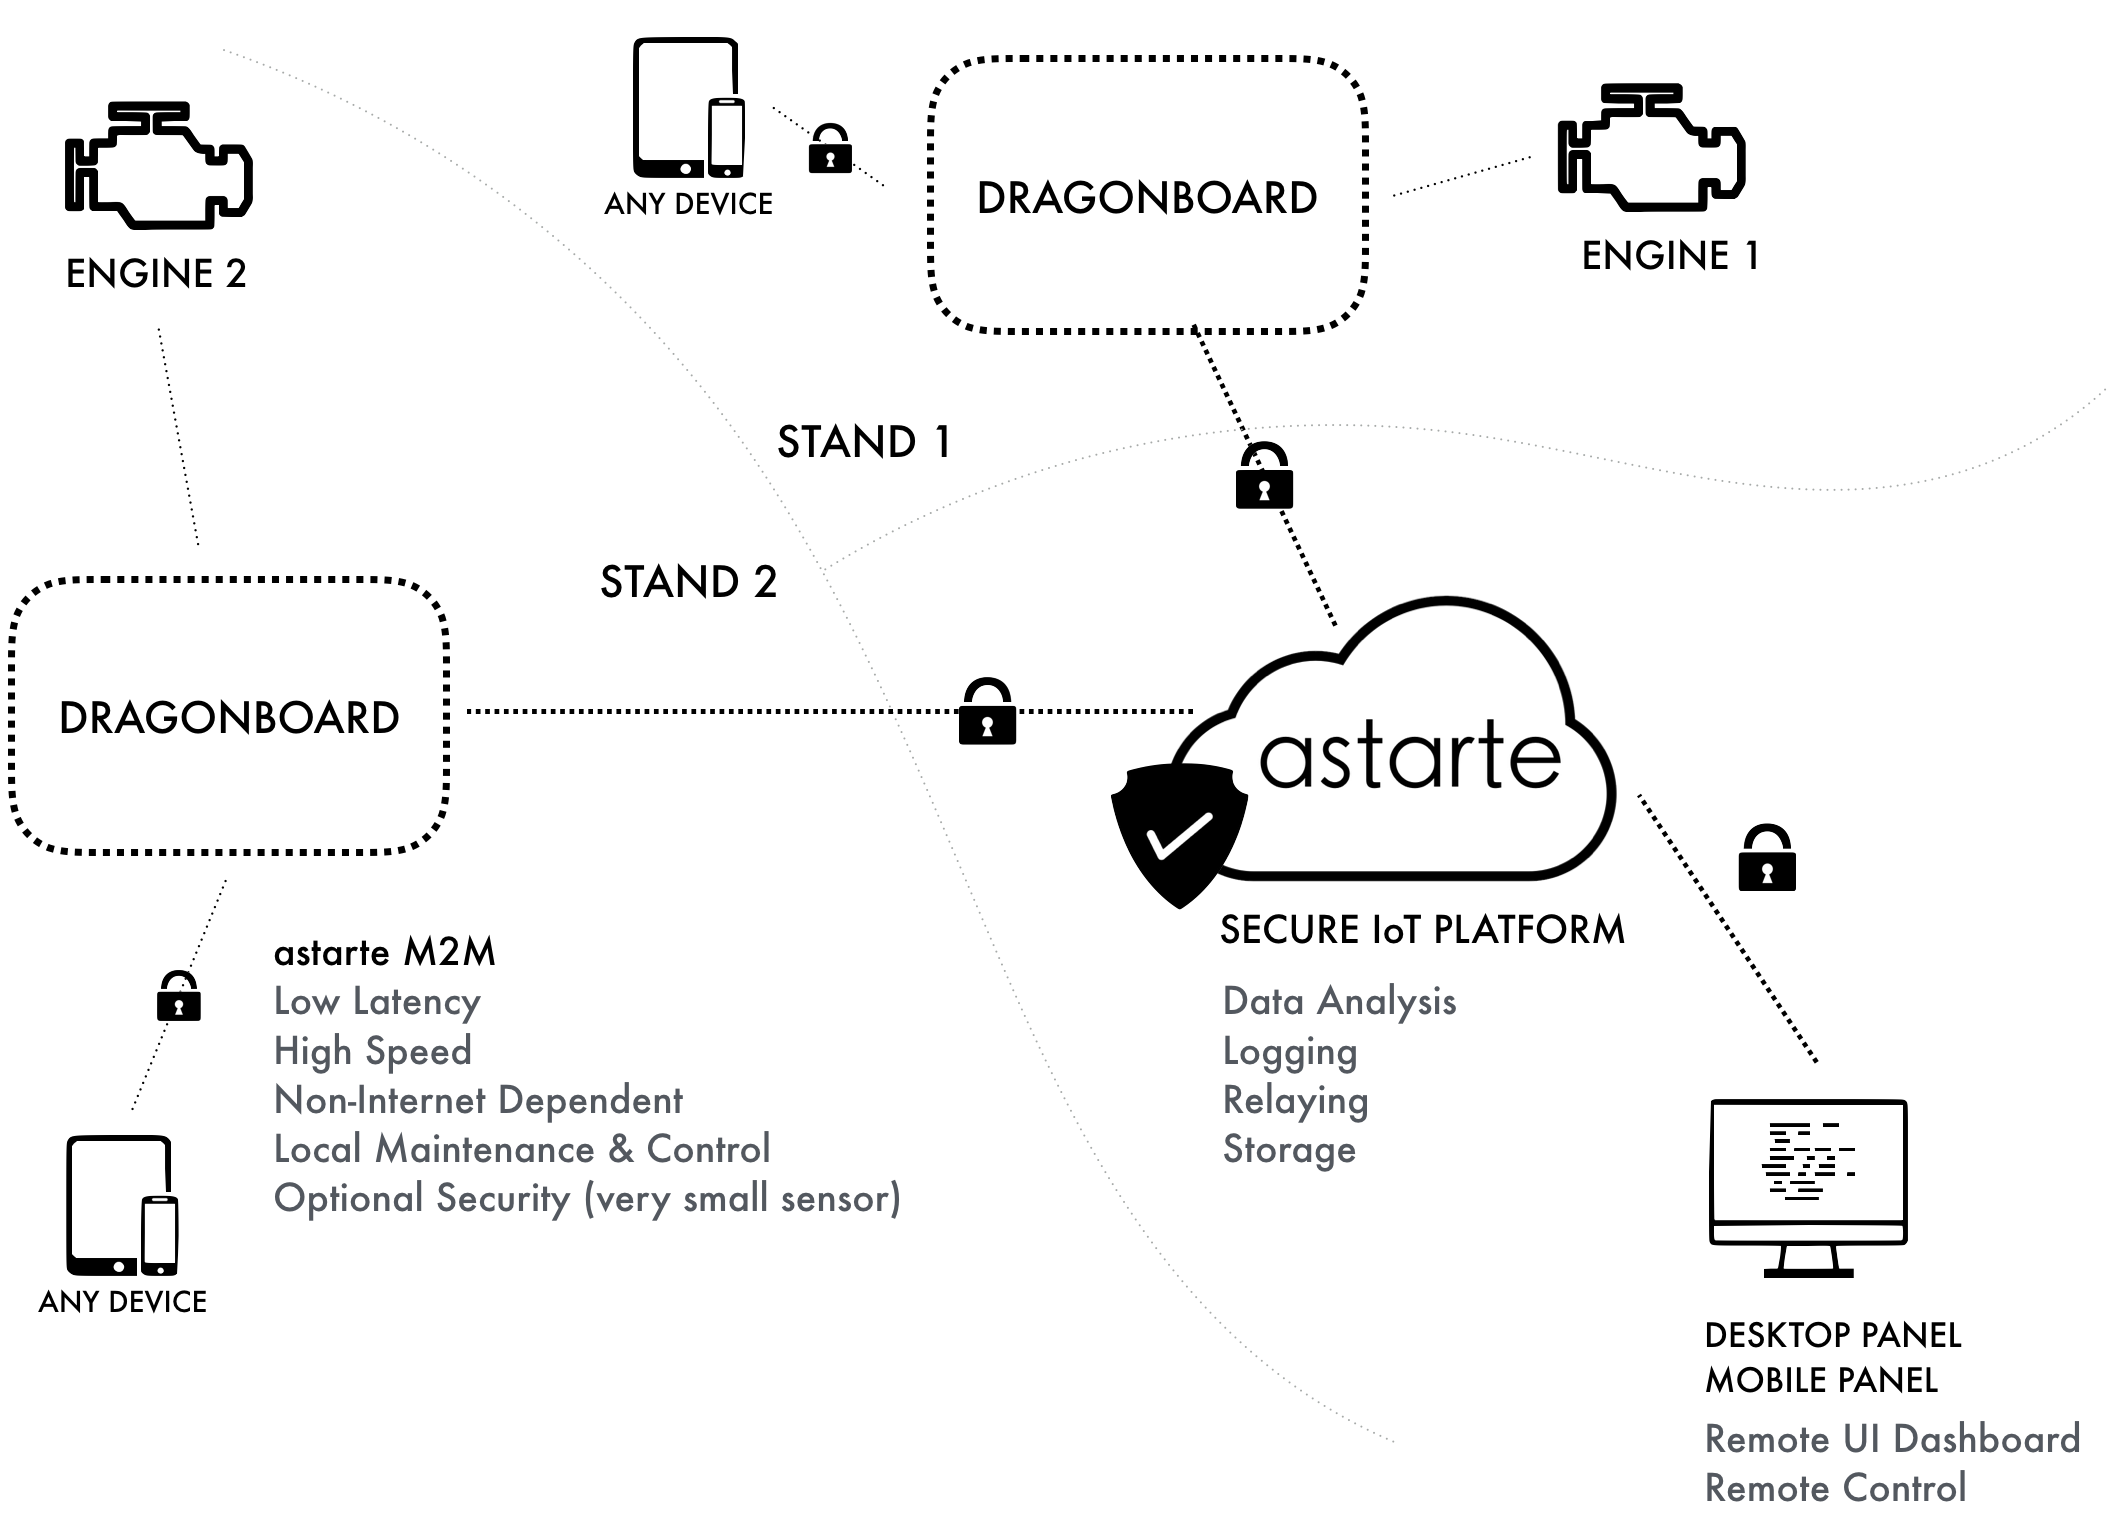 ANY DEVICE
DRAGONBOARD
ENGINE 1
ENGINE 2
STAND 1
STAND 2
DRAGONBOARD
astarte
SECURE IoT PLATFORM
Data Analysis
Logging
Relaying
Storage
astarte M2M
Low Latency
High Speed
Non-Internet Dependent
Local Maintenance & Control
Optional Security (very small sensor)
ANY DEVICE
DESKTOP PANEL
MOBILE PANEL
Remote UI Dashboard
Remote Control